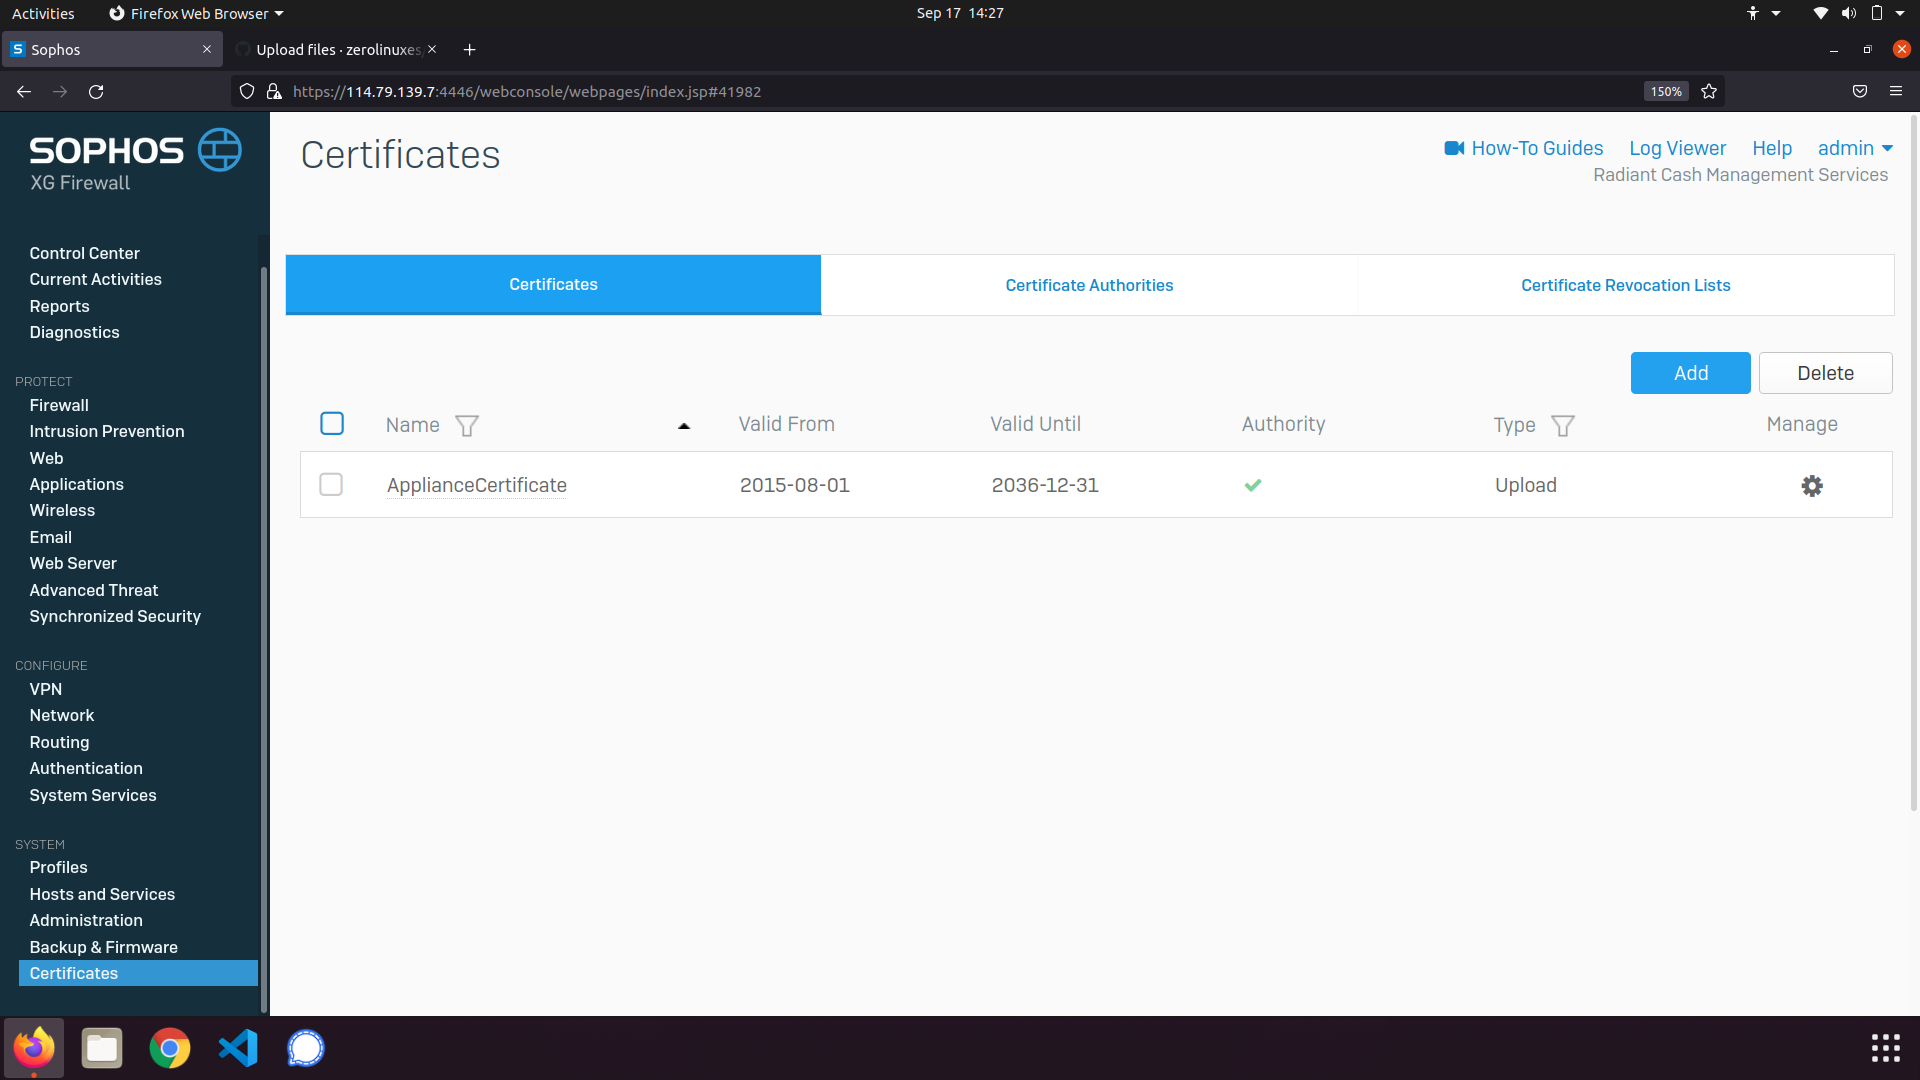 Activities
Firefox Web Browser
Sep 17 14:27
Sophos
Upload files · zerolinuxes
https://114.79.139.7:4446/webconsole/webpages/index.jsp#41982
150%
SOPHOS
XG Firewall
Certificates
How-To Guides
Log Viewer
Help
admin
Radiant Cash Management Services
Control Center
Current Activities
Reports
Diagnostics
PROTECT
Firewall
Intrusion Prevention
Web
Applications
Wireless
Email
Web Server
Advanced Threat
Synchronized Security
CONFIGURE
VPN
Network
Routing
Authentication
System Services
SYSTEM
Profiles
Hosts and Services
Administration
Backup & Firmware
Certificates
Certificates
Certificate Authorities
Certificate Revocation Lists
Add
Delete
Name
Valid From
Valid Until
Authority
Type
Manage
ApplianceCertificate
2015-08-01
2036-12-31
Upload